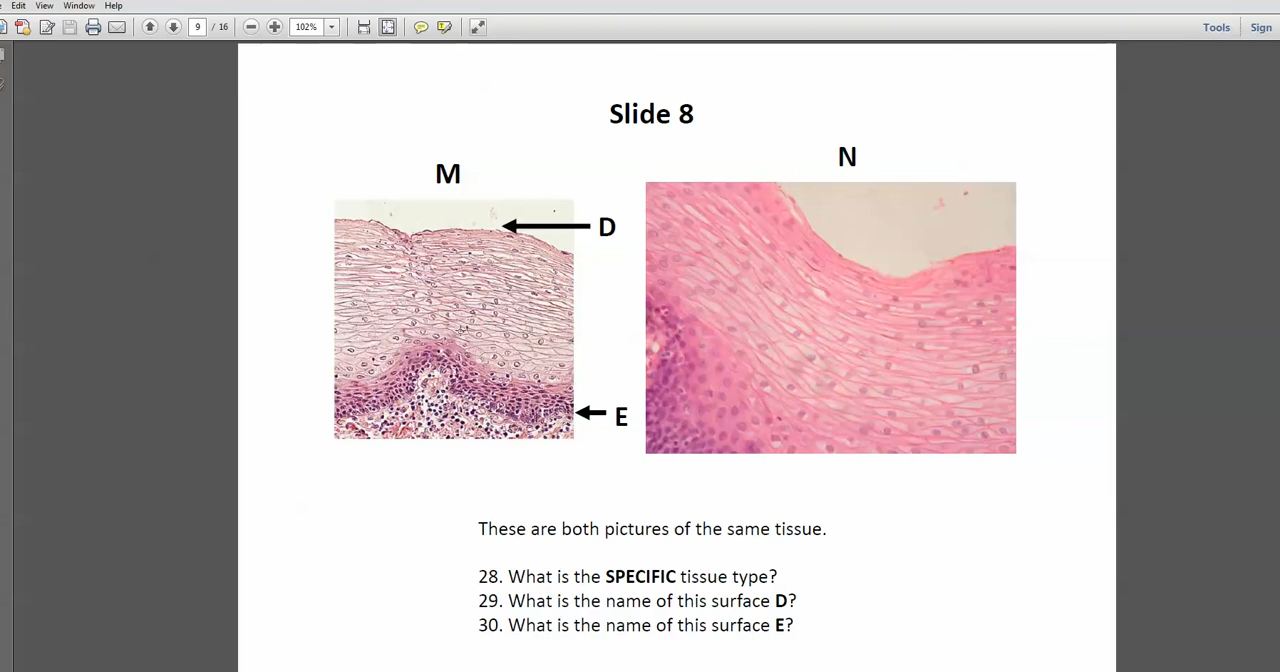 Edit View Window Help
9 / 16 102% Tools Sign
Slide 8
M N
D
E
These are both pictures of the same tissue.
28. What is the SPECIFIC tissue type?
29. What is the name of this surface D?
30. What is the name of this surface E?